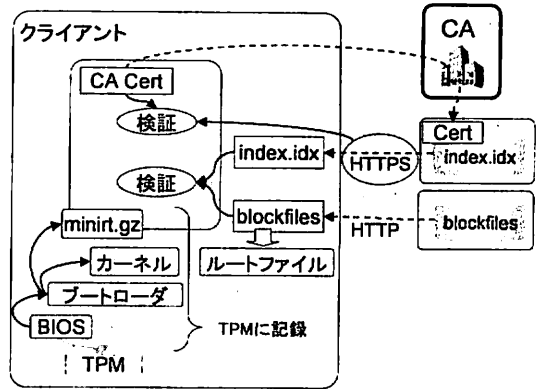 クライアント
CA
CA Cert
検証
Cert
index.idx
index.idx
HTTPS
検証
minirt.gz
blockfiles
HTTP
blockfiles
カーネル
ルートファイル
ブートローダ
BIOS
TPMに記録
TPM